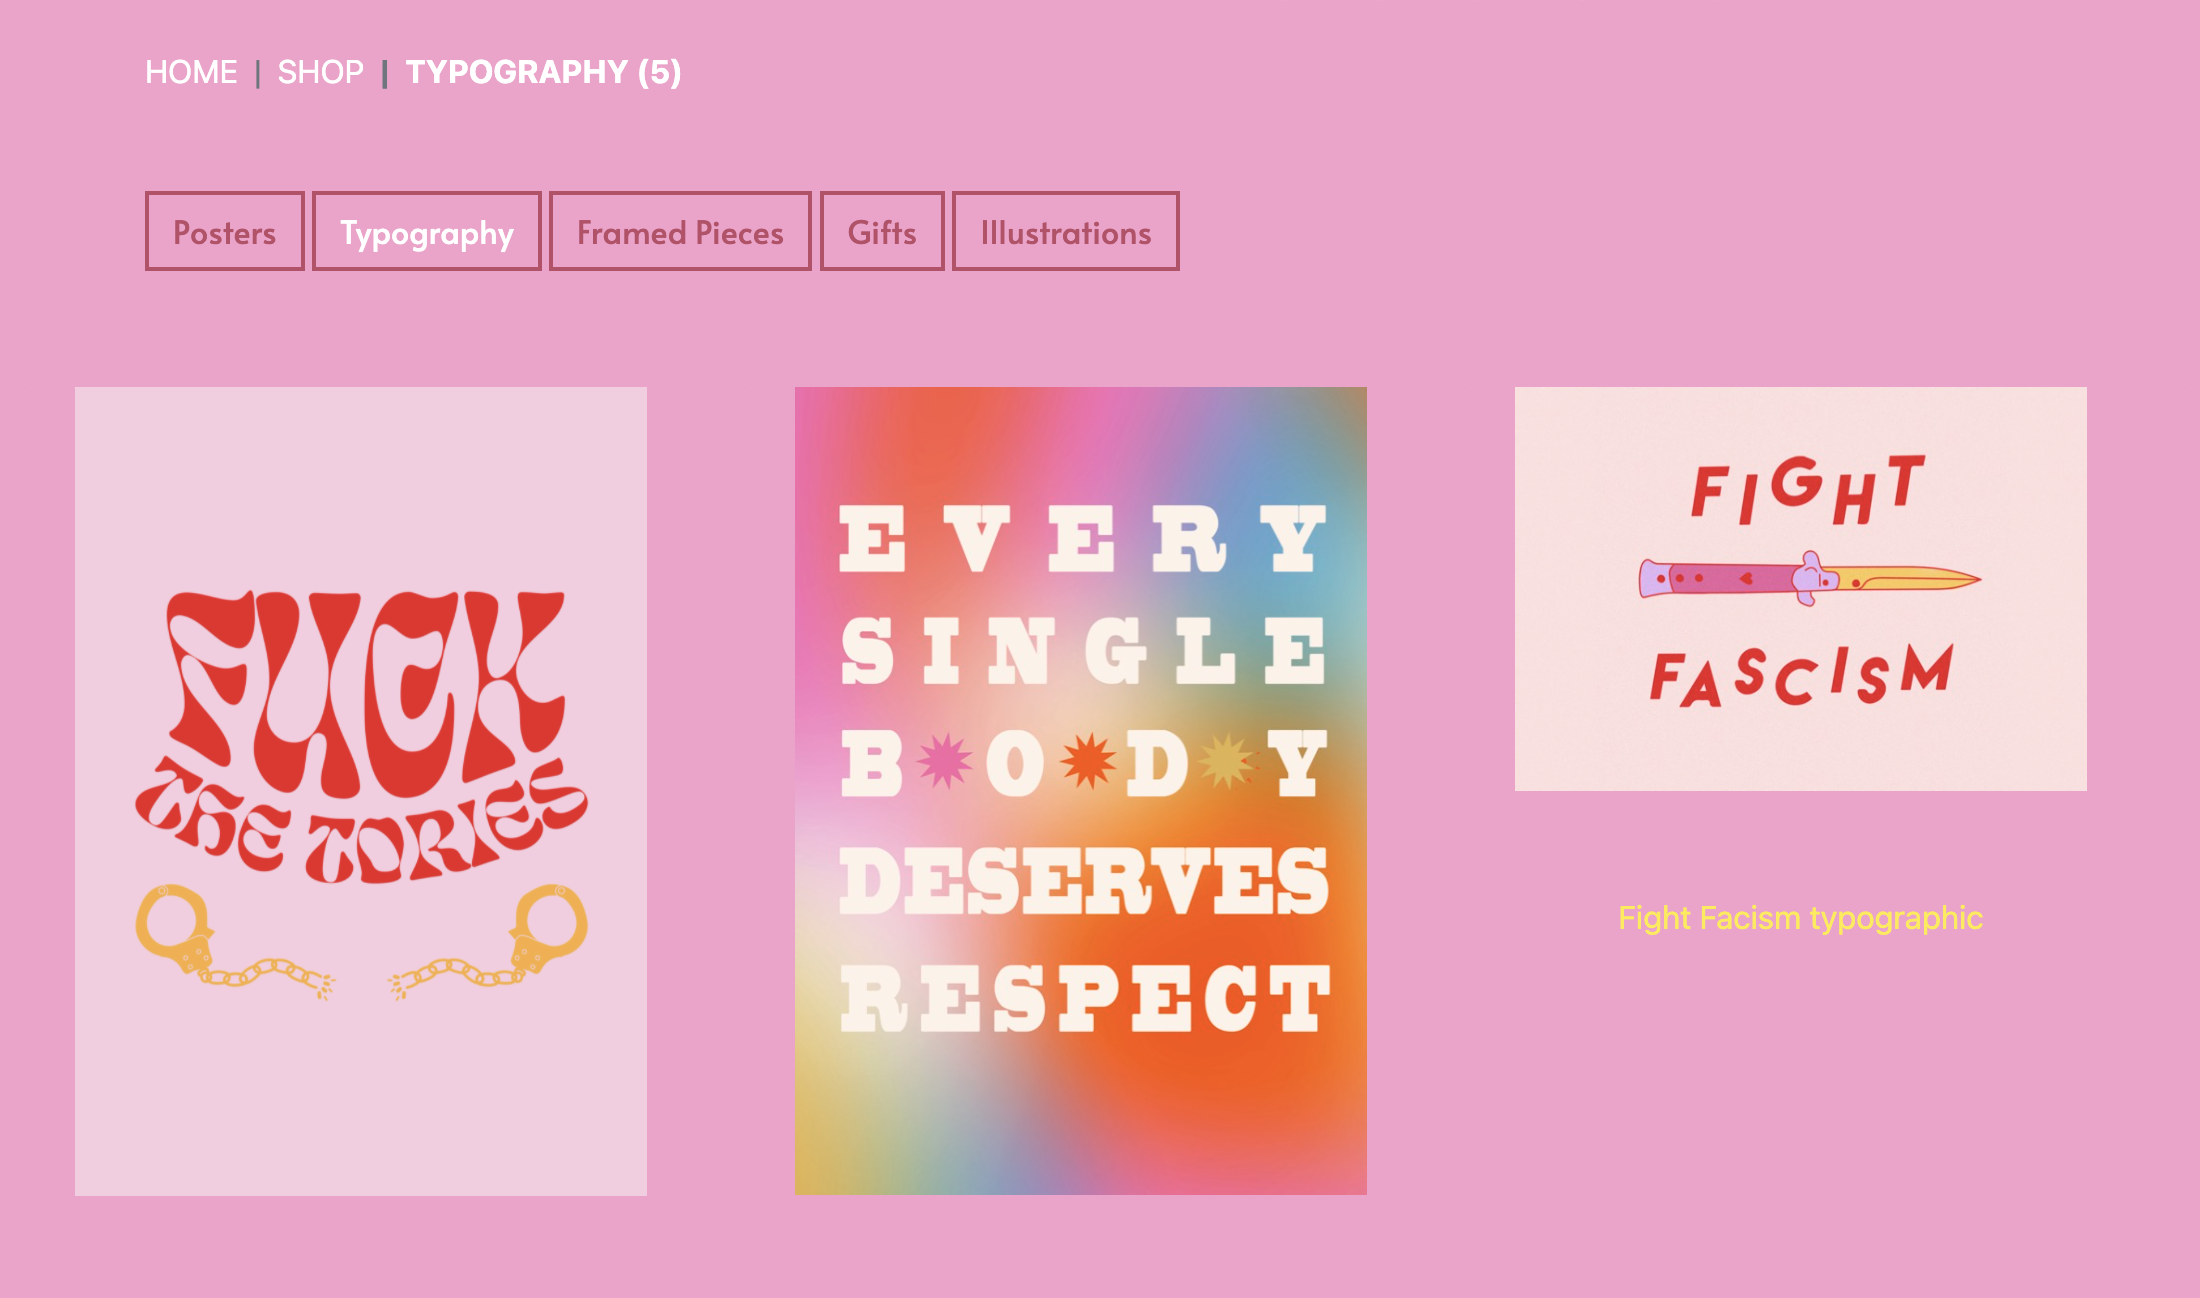 HOME | SHOP | TYPOGRAPHY (5)
Posters Typography Framed Pieces Gifts Illustrations
FUCK
THE TORIES
EVERY
SINGLE
BODY
DESERVES
RESPECT
FIGHT
FASCISM
Fight Facism typographic